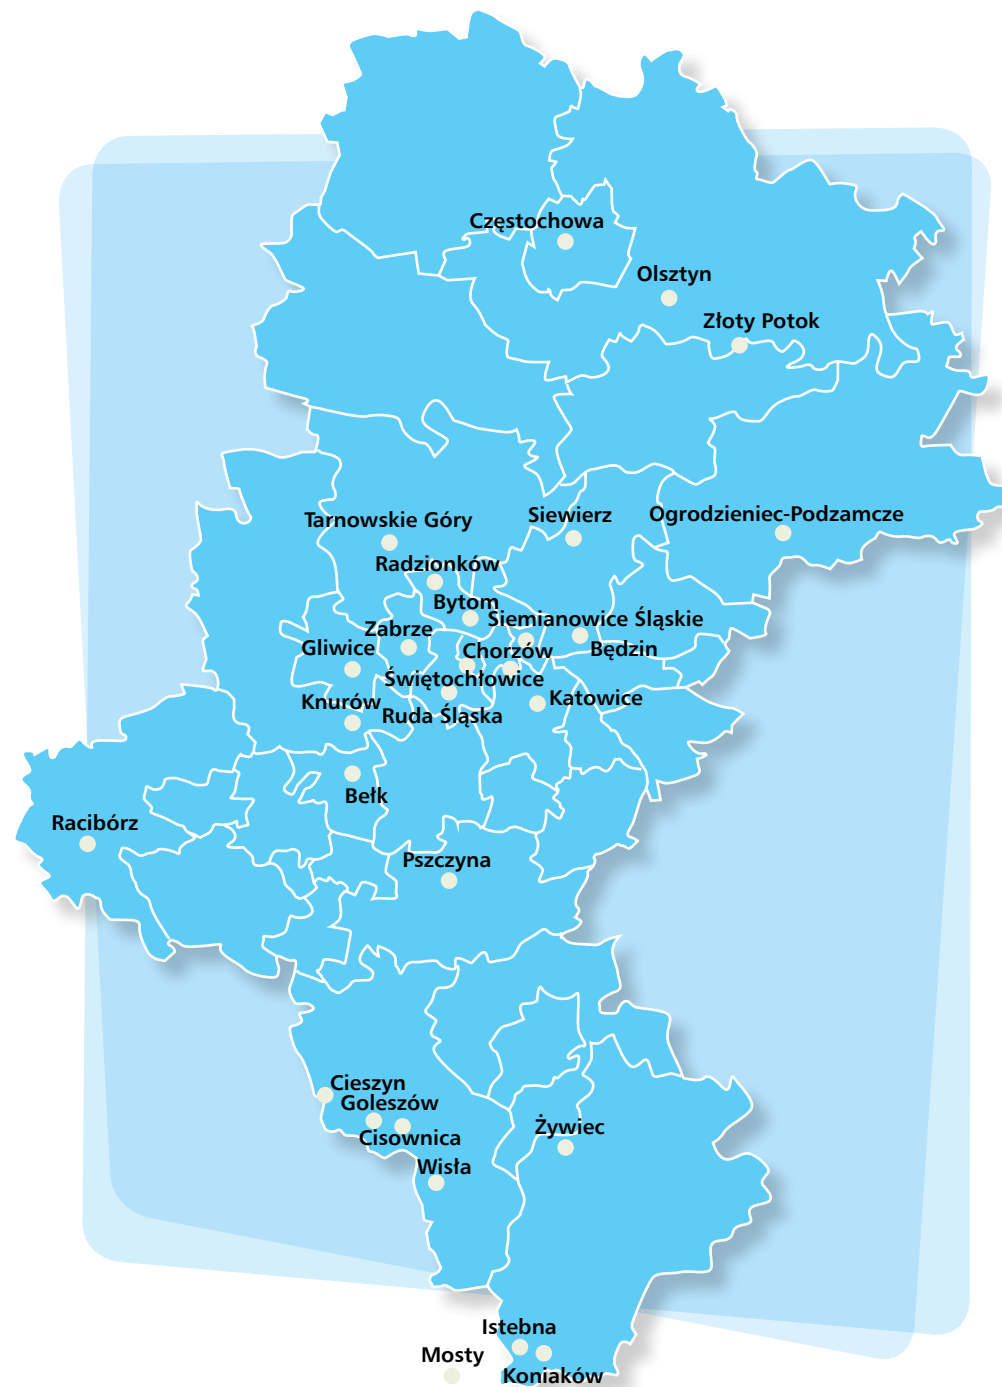 Częstochowa
Olsztyn
Złoty Potok
Siewierz
Ogrodzieniec-Podzamcze
Tarnowskie Góry
Radzionków
Bytom
Siemianowice Śląskie
Zabrze
Gliwice
Chorzów
Będzin
Świętochłowice
Knurów
Katowice
Ruda Śląska
Bełk
Racibórz
Pszczyna
Cieszyn
Goleszów
Żywiec
Cisownica
Wisła
Istebna
Mosty
Koniaków